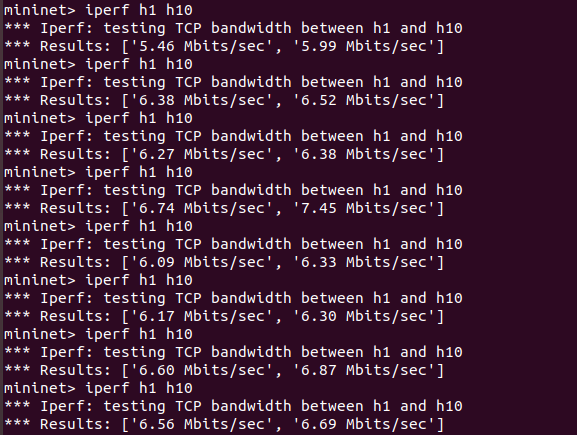 mininet> iperf h1 h10
*** Iperf: testing TCP bandwidth between h1 and h10
*** Results: ['5.46 Mbits/sec', '5.99 Mbits/sec']
mininet> iperf h1 h10
*** Iperf: testing TCP bandwidth between h1 and h10
*** Results: ['6.38 Mbits/sec', '6.52 Mbits/sec']
mininet> iperf h1 h10
*** Iperf: testing TCP bandwidth between h1 and h10
*** Results: ['6.27 Mbits/sec', '6.38 Mbits/sec']
mininet> iperf h1 h10
*** Iperf: testing TCP bandwidth between h1 and h10
*** Results: ['6.74 Mbits/sec', '7.45 Mbits/sec']
mininet> iperf h1 h10
*** Iperf: testing TCP bandwidth between h1 and h10
*** Results: ['6.09 Mbits/sec', '6.33 Mbits/sec']
mininet> iperf h1 h10
*** Iperf: testing TCP bandwidth between h1 and h10
*** Results: ['6.17 Mbits/sec', '6.30 Mbits/sec']
mininet> iperf h1 h10
*** Iperf: testing TCP bandwidth between h1 and h10
*** Results: ['6.60 Mbits/sec', '6.87 Mbits/sec']
mininet> iperf h1 h10
*** Iperf: testing TCP bandwidth between h1 and h10
*** Results: ['6.56 Mbits/sec', '6.69 Mbits/sec']